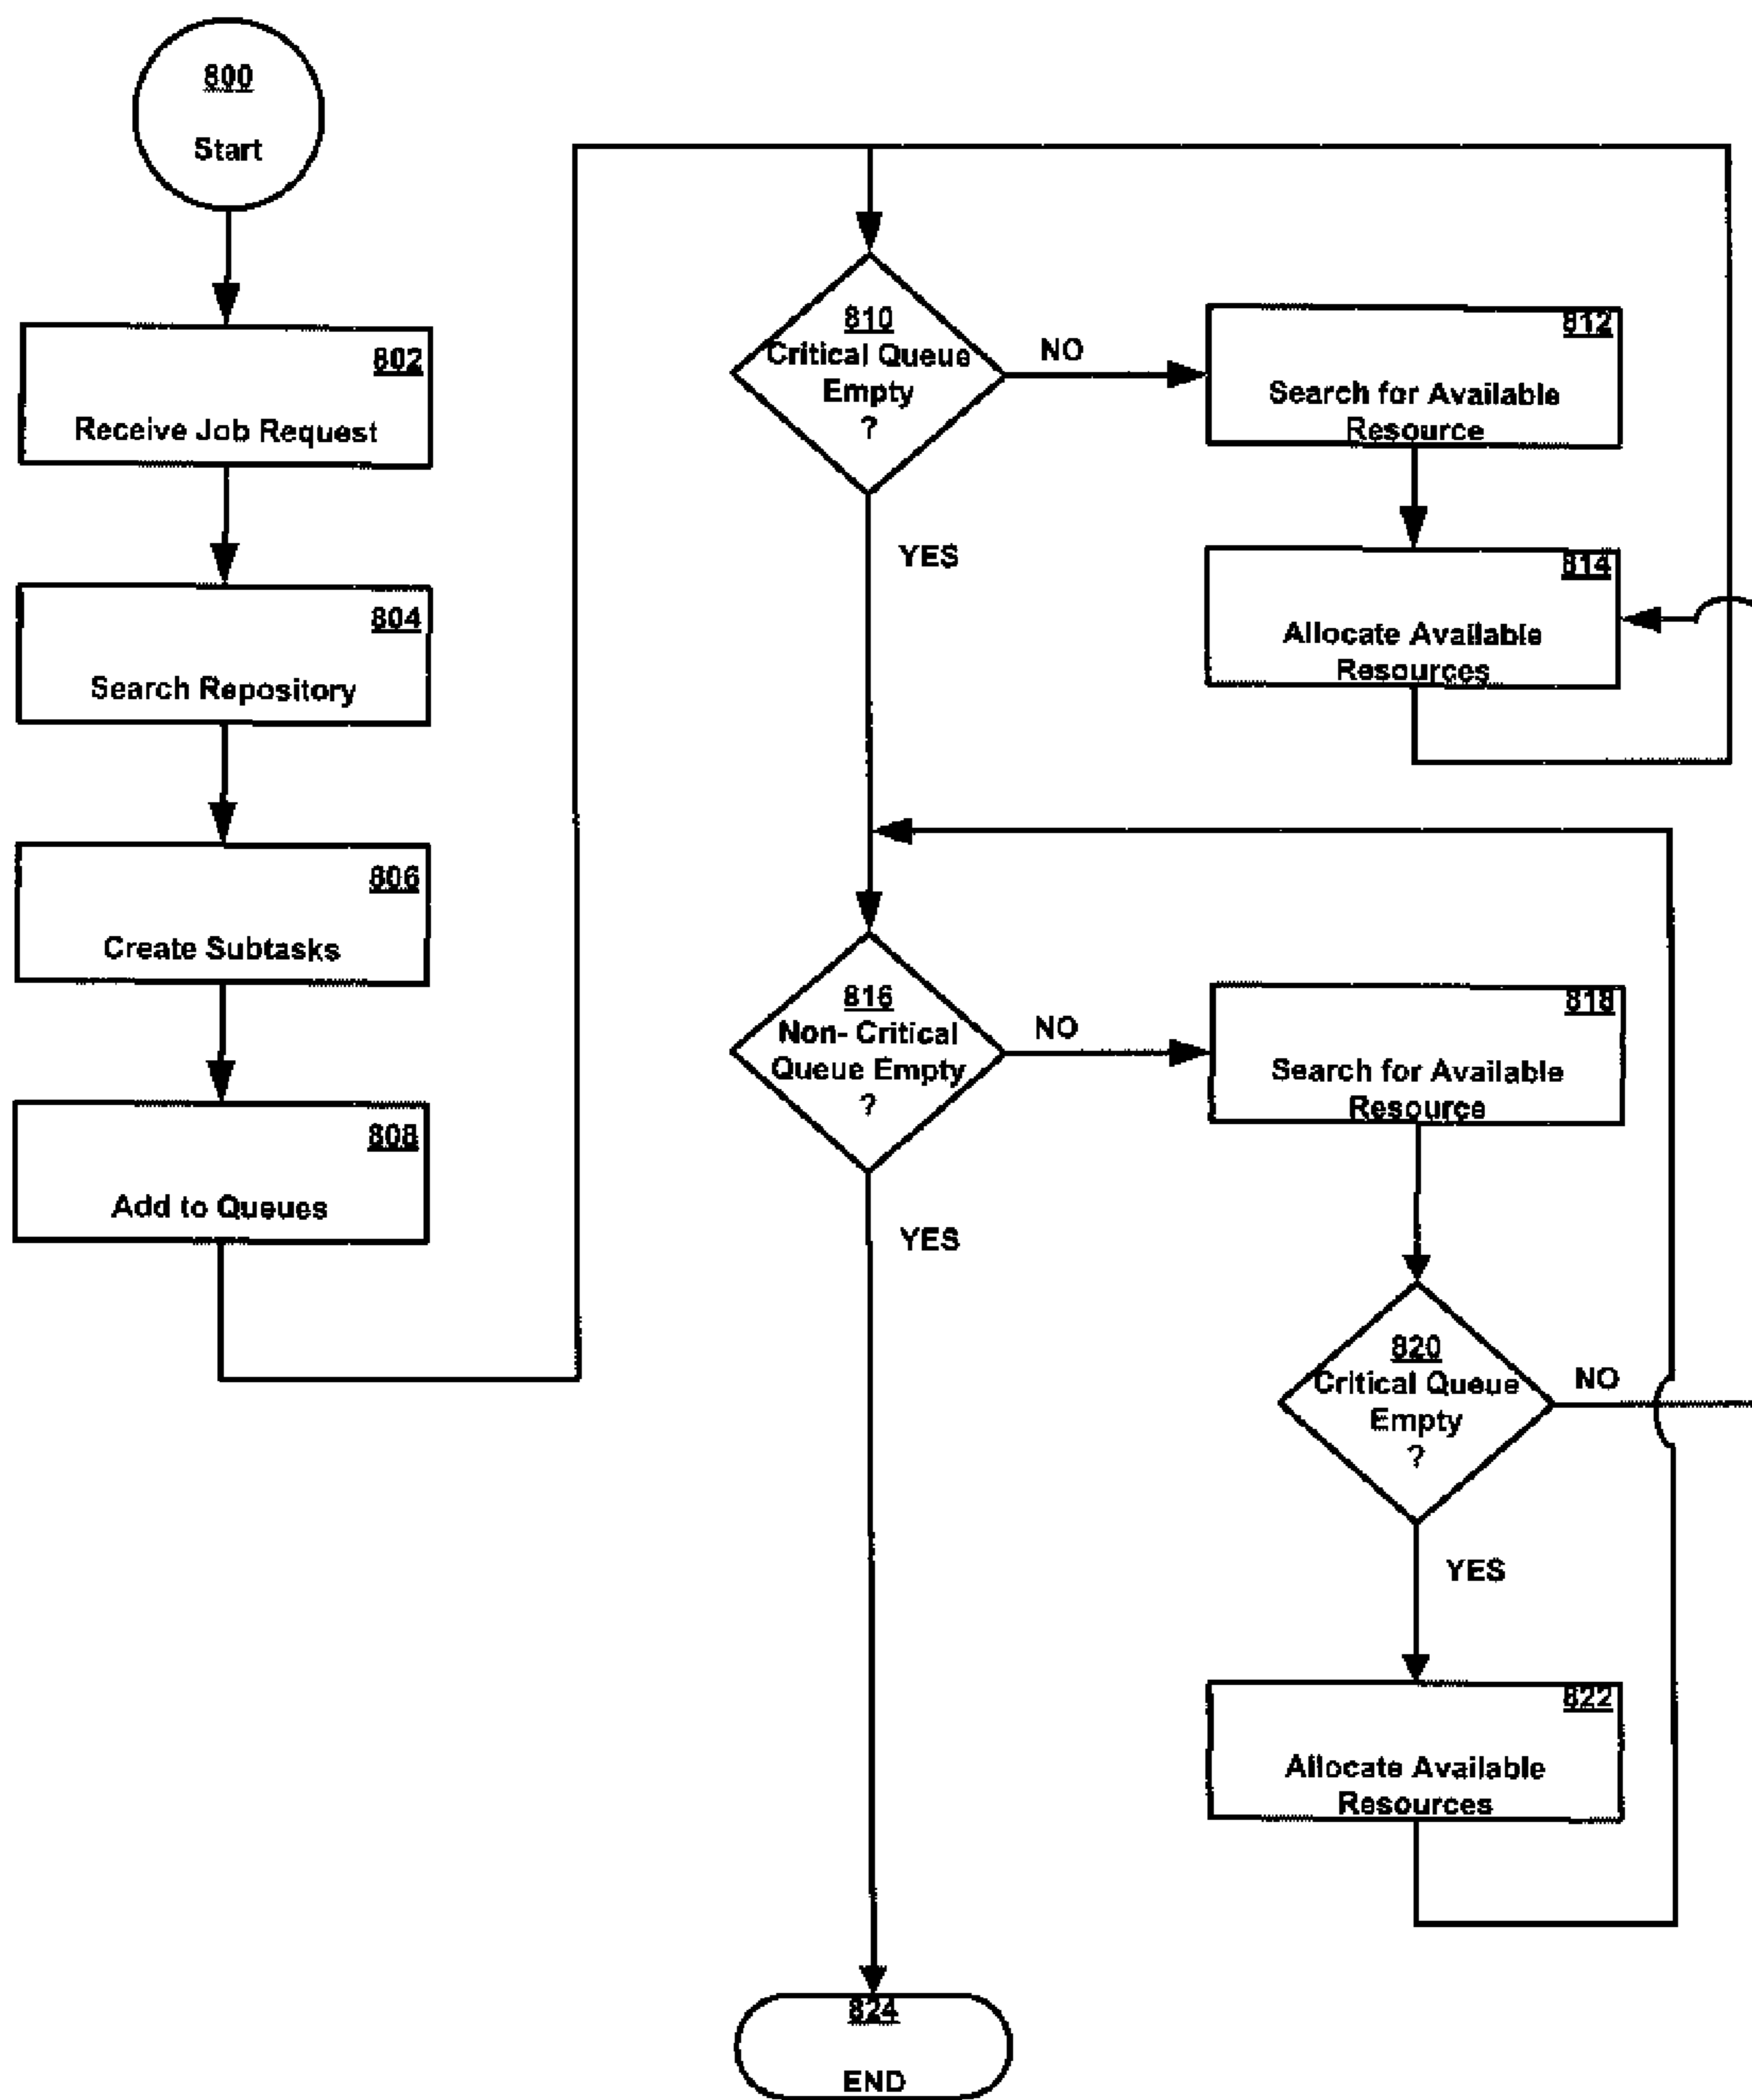 800
Start
802
Receive Job Request
804
Search Repository
806
Create Subtasks
808
Add to Queues
810
Critical Queue
Empty
?
NO
YES
812
Search for Available
Resource
814
Allocate Available
Resources
816
Non- Critical
Queue Empty
?
NO
YES
818
Search for Available
Resource
820
Critical Queue
Empty
?
NO
YES
822
Allocate Available
Resources
824
END